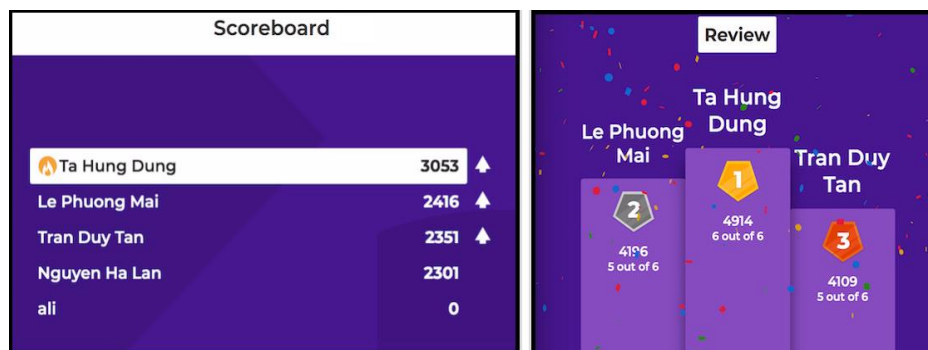 Scoreboard
Ta Hung Dung 3053
Le Phuong Mai 2416
Tran Duy Tan 2351
Nguyen Ha Lan 2301
ali 0
Review
Ta Hung
Dung
1
4914
6 out of 6
Le Phuong
Mai
2
4196
5 out of 6
Tran Duy
Tan
3
4109
5 out of 6